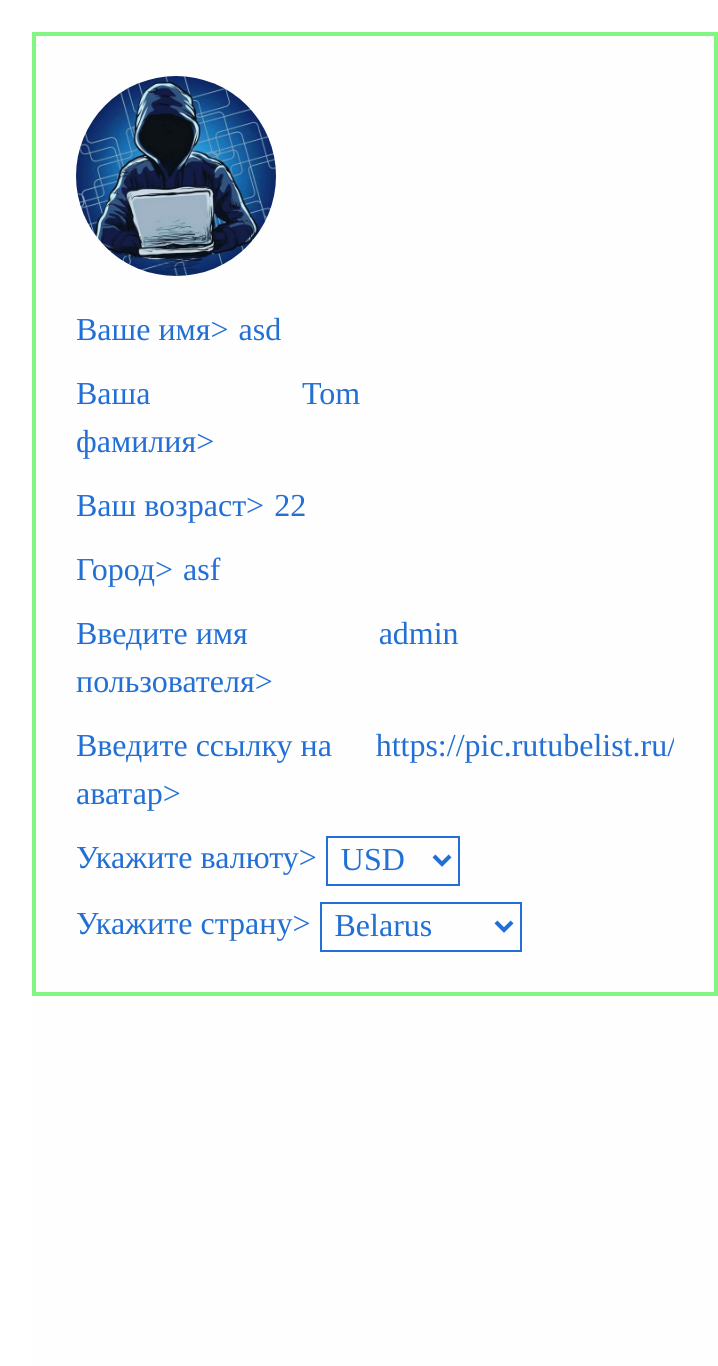 Ваше имя> asd
Ваша Tom
фамилия>
Ваш возраст> 22
Город> asf
Введите имя admin
пользователя>
Введите ссылку на https://pic.rutubelist.ru/
аватар>
Укажите валюту> USD
Укажите страну> Belarus